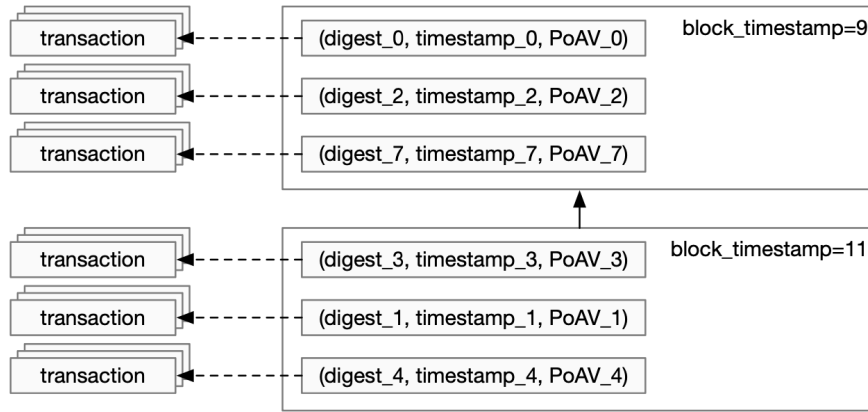 transaction (digest_0, timestamp_0, PoAV_0) block_timestamp=9
transaction (digest_2, timestamp_2, PoAV_2)
transaction (digest_7, timestamp_7, PoAV_7)
transaction (digest_3, timestamp_3, PoAV_3) block_timestamp=11
transaction (digest_1, timestamp_1, PoAV_1)
transaction (digest_4, timestamp_4, PoAV_4)